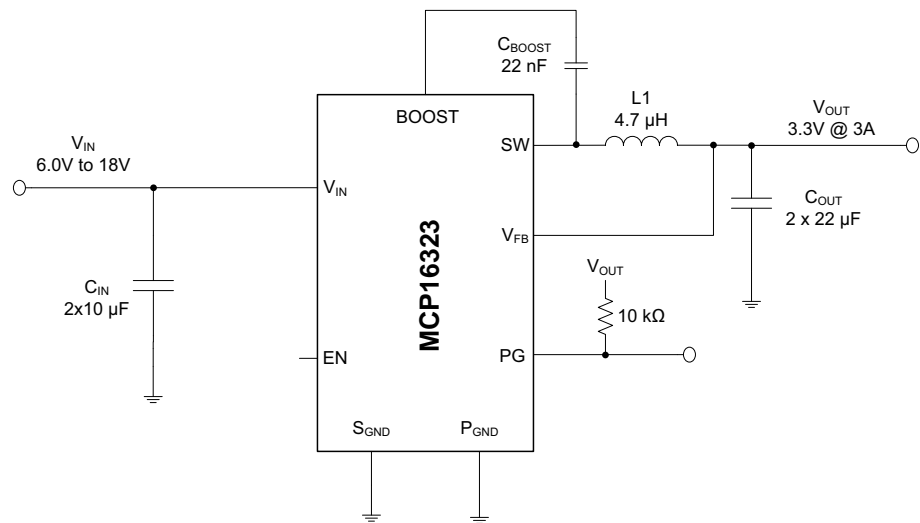 C_BOOST
22 nF
BOOST
L1
4.7 µH
V_OUT
3.3V @ 3A
SW
V_IN
6.0V to 18V
V_IN
C_OUT
2 x 22 µF
V_FB
MCP16323
V_OUT
C_IN
2x10 µF
10 kΩ
EN
PG
S_GND
P_GND